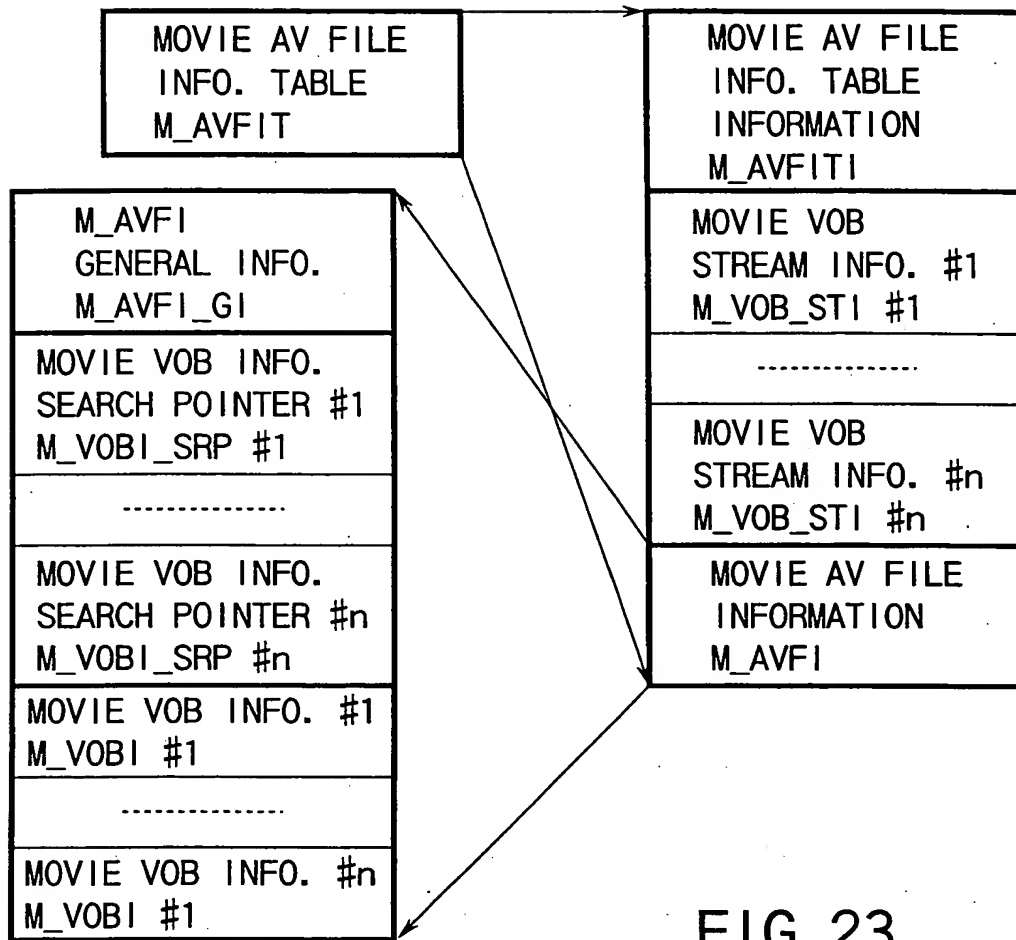 MOVIE AV FILE
INFO. TABLE
M_AVFIT
MOVIE AV FILE
INFO. TABLE
INFORMATION
M_AVFITI
MOVIE VOB
STREAM INFO. #1
M_VOB_STI #1
MOVIE VOB
STREAM INFO. #n
M_VOB_STI #n
MOVIE AV FILE
INFORMATION
M_AVFI
M_AVFI
GENERAL INFO.
M_AVFI_GI
MOVIE VOB INFO.
SEARCH POINTER #1
M_VOBI_SRP #1
MOVIE VOB INFO.
SEARCH POINTER #n
M_VOBI_SRP #n
MOVIE VOB INFO. #1
M_VOBI #1
MOVIE VOB INFO. #n
M_VOBI #1
FIG. 23